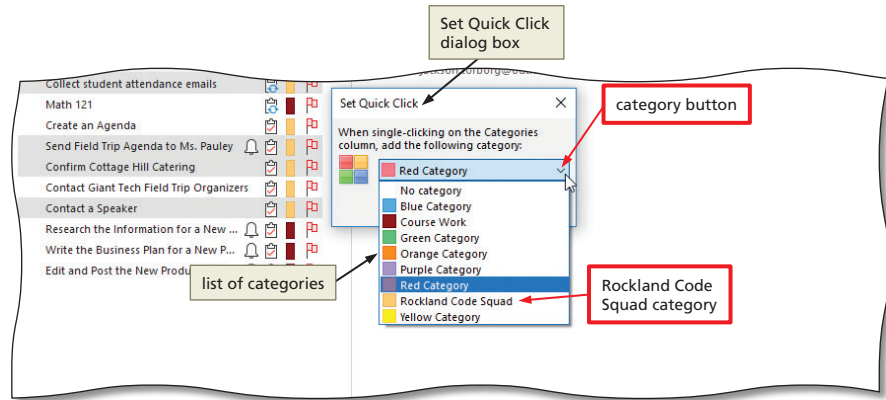 Set Quick Click
dialog box
Collect student attendance emails
Math 121
Create an Agenda
Send Field Trip Agenda to Ms. Pauley
Confirm Cottage Hill Catering
Contact Giant Tech Field Trip Organizers
Contact a Speaker
Research the Information for a New ...
Write the Business Plan for a New P...
Edit and Post the New Produ
list of categories
Set Quick Click
When single-clicking on the Categories
column, add the following category:
Red Category
No category
Blue Category
Course Work
Green Category
Orange Category
Purple Category
Red Category
Rockland Code Squad
Yellow Category
category button
Rockland Code
Squad category